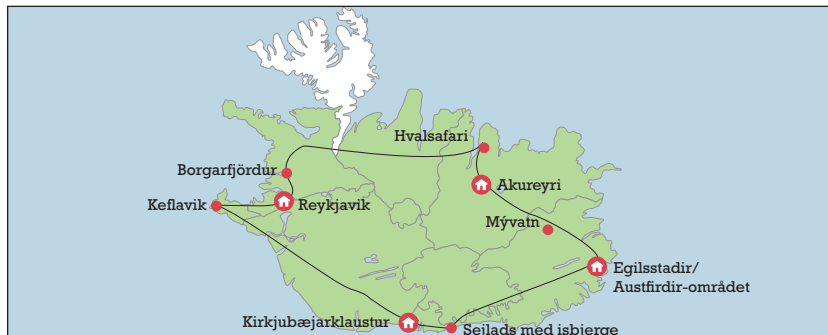 Hvalsafari
Borgarfjördur
Akureyri
Keflavik
Reykjavik
Mývatn
Egilsstadir/
Austfirdir-området
Kirkjubæjarklaustur
Sejlads med isbjerge